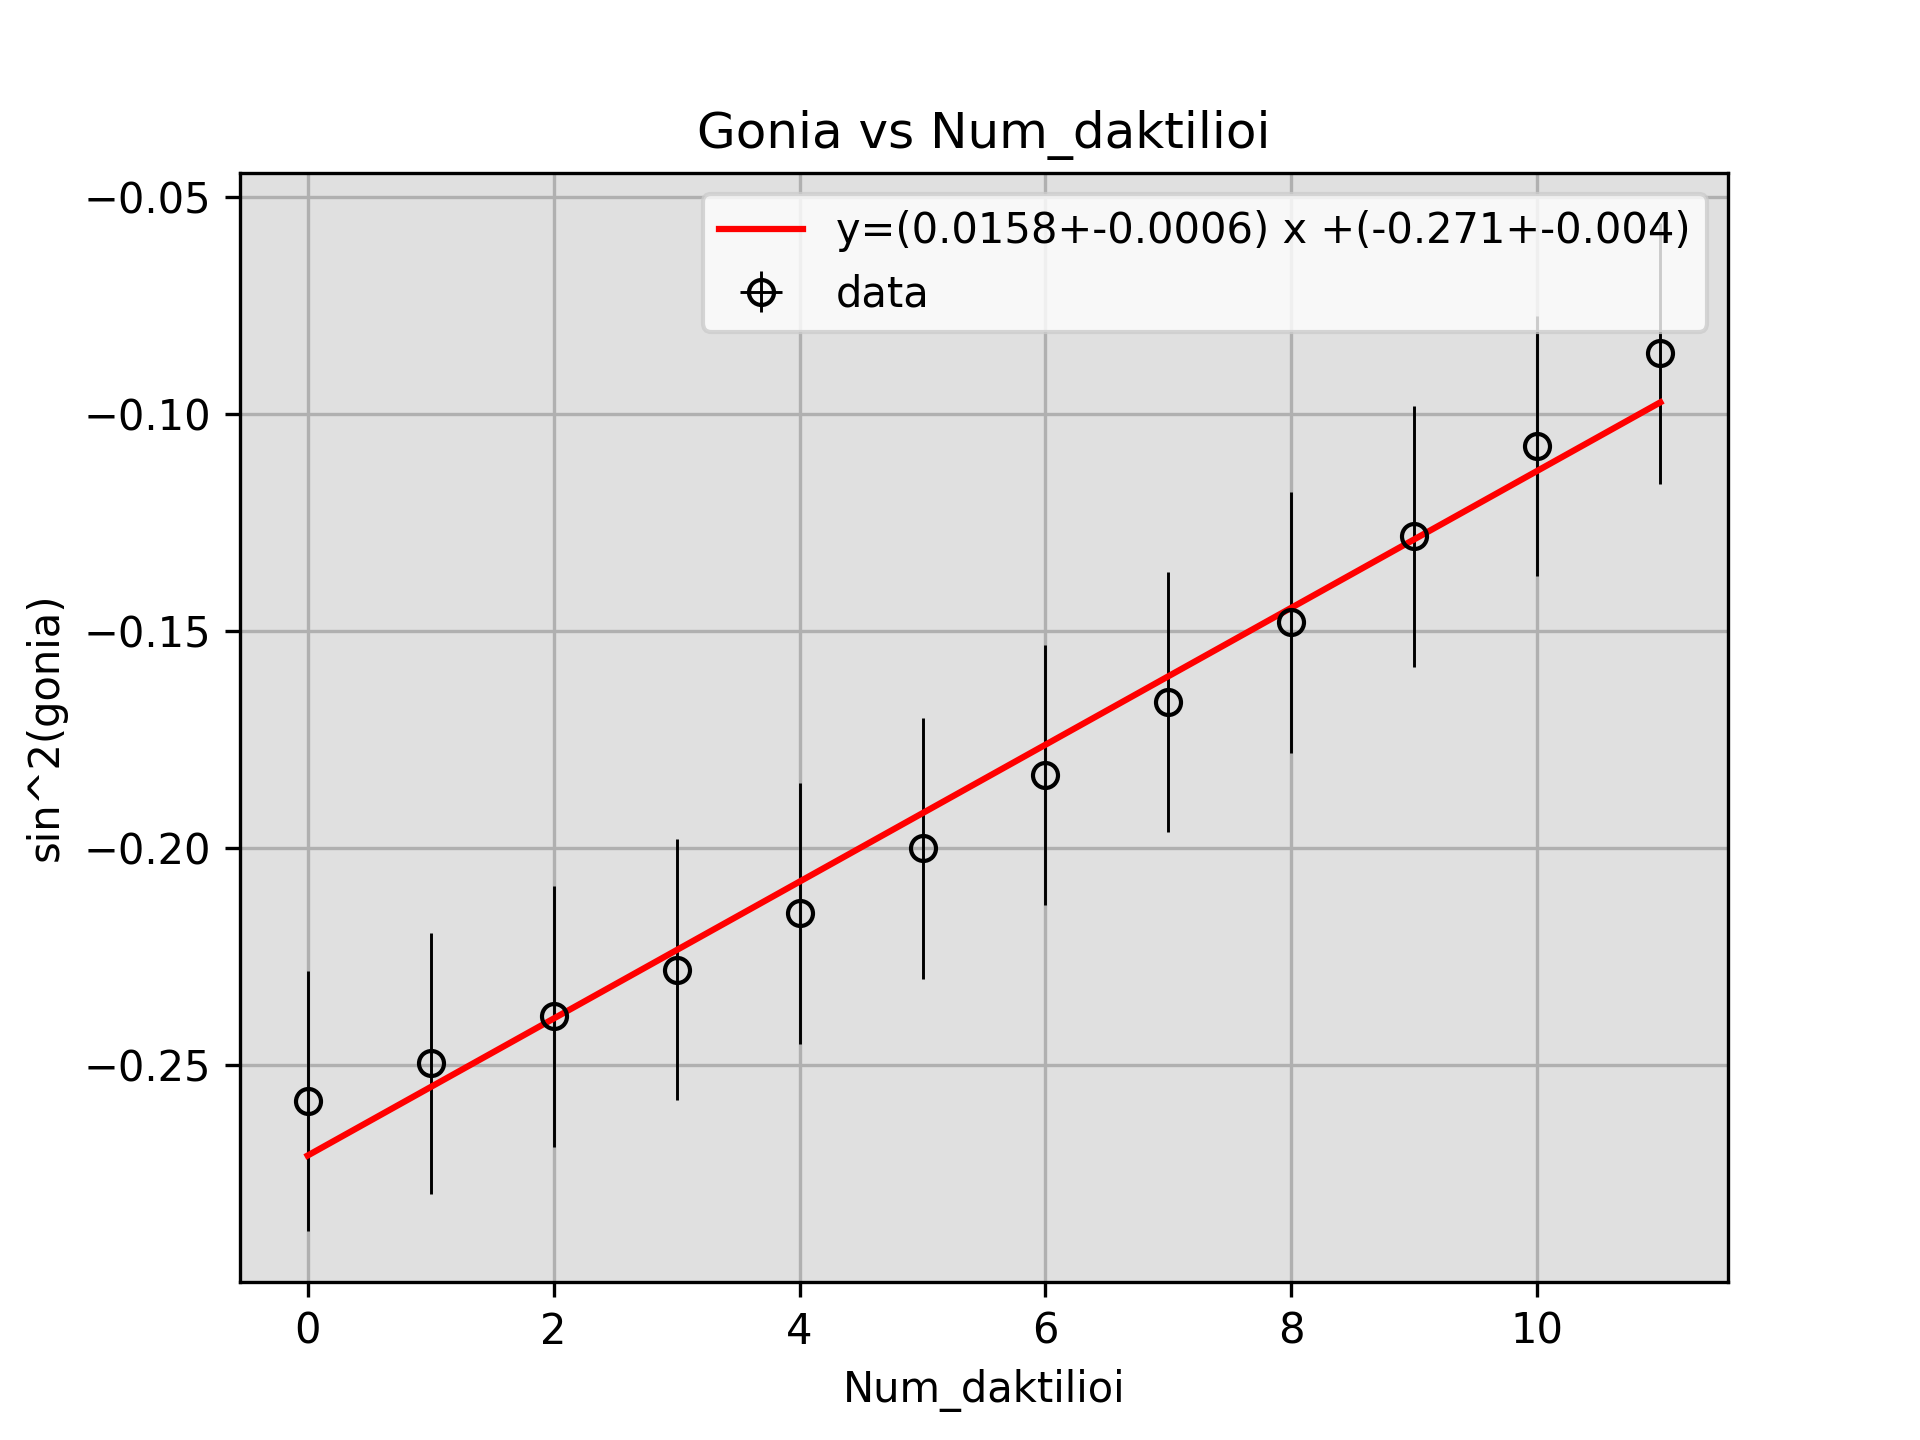 Gonia vs Num_daktilioi
y=(0.0158+-0.0006) x +(-0.271+-0.004)
data
sin^2(gonia)
−0.05
−0.10
−0.15
−0.20
−0.25
0 2 4 6 8 10
Num_daktilioi